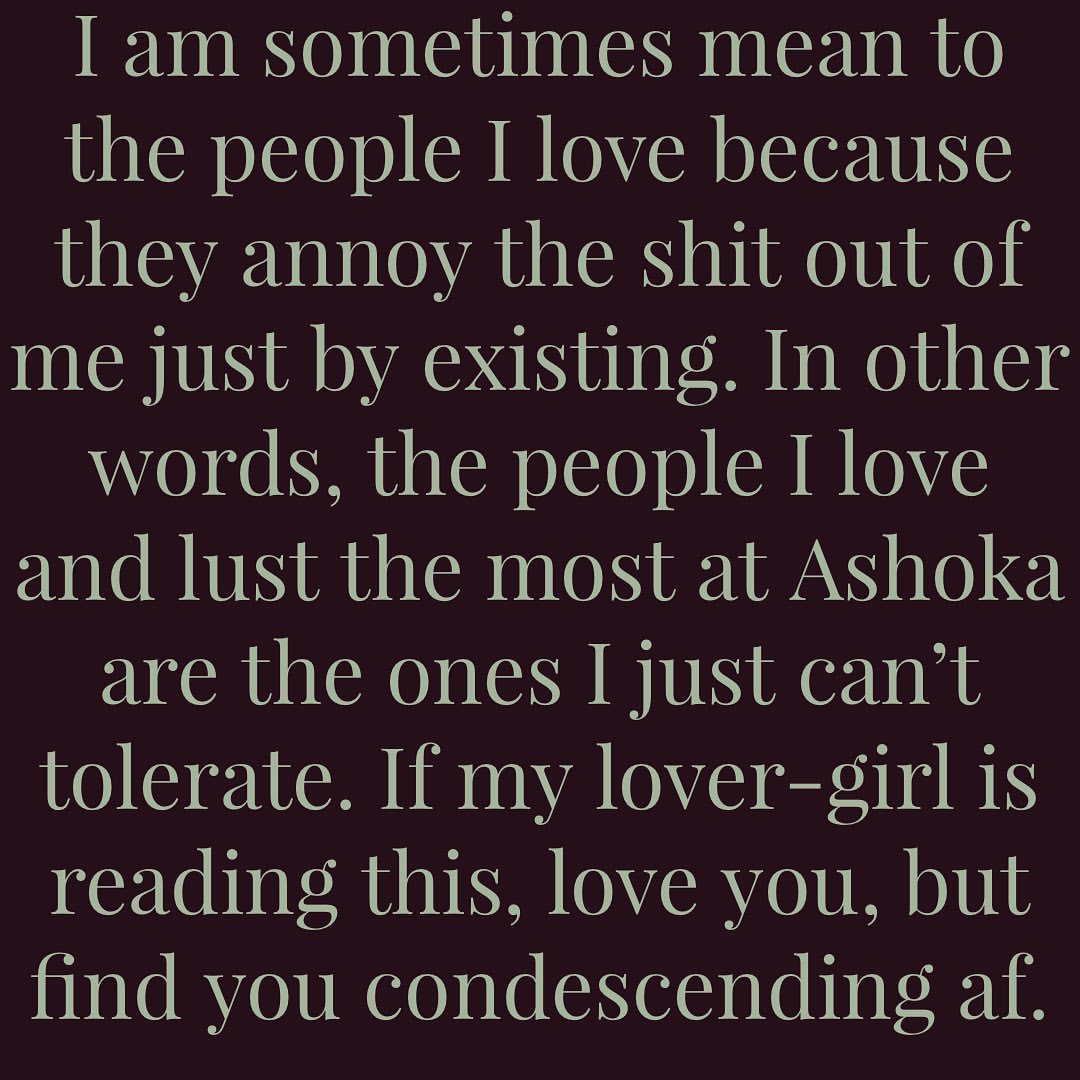 I am sometimes mean to
the people I love because
they annoy the shit out of
me just by existing. In other
words, the people I love
and lust the most at Ashoka
are the ones I just can’t
tolerate. If my lover-girl is
reading this, love you, but
find you condescending af.